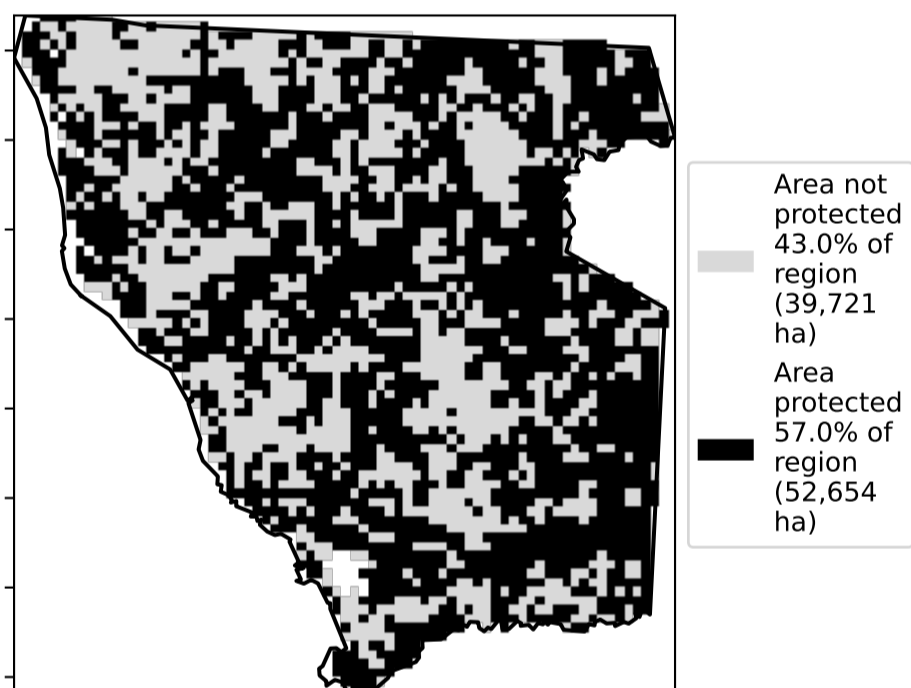 Area not
protected
43.0% of
region
(39,721
ha)
Area
protected
57.0% of
region
(52,654
ha)